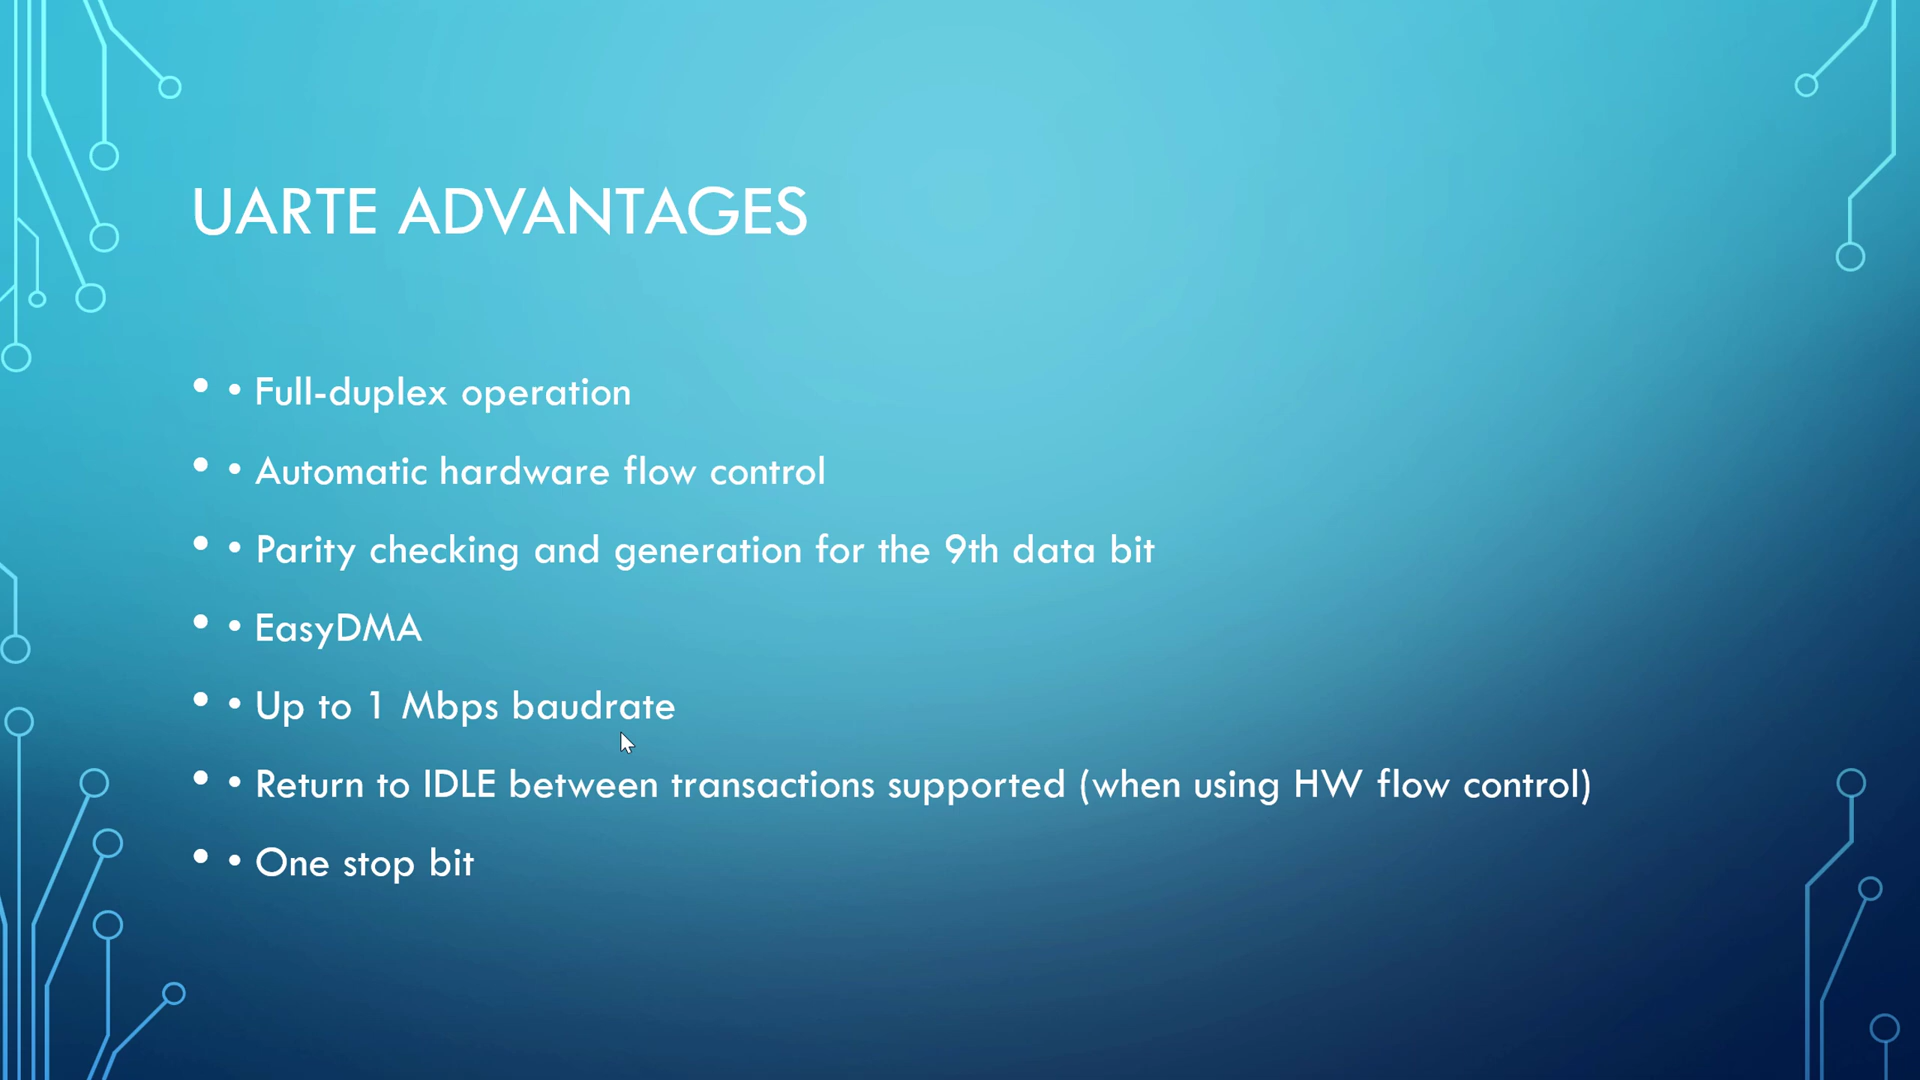 UARTE ADVANTAGES
• • Full-duplex operation
• • Automatic hardware flow control
• • Parity checking and generation for the 9th data bit
• • EasyDMA
• • Up to 1 Mbps baudrate
• • Return to IDLE between transactions supported (when using HW flow control)
• • One stop bit